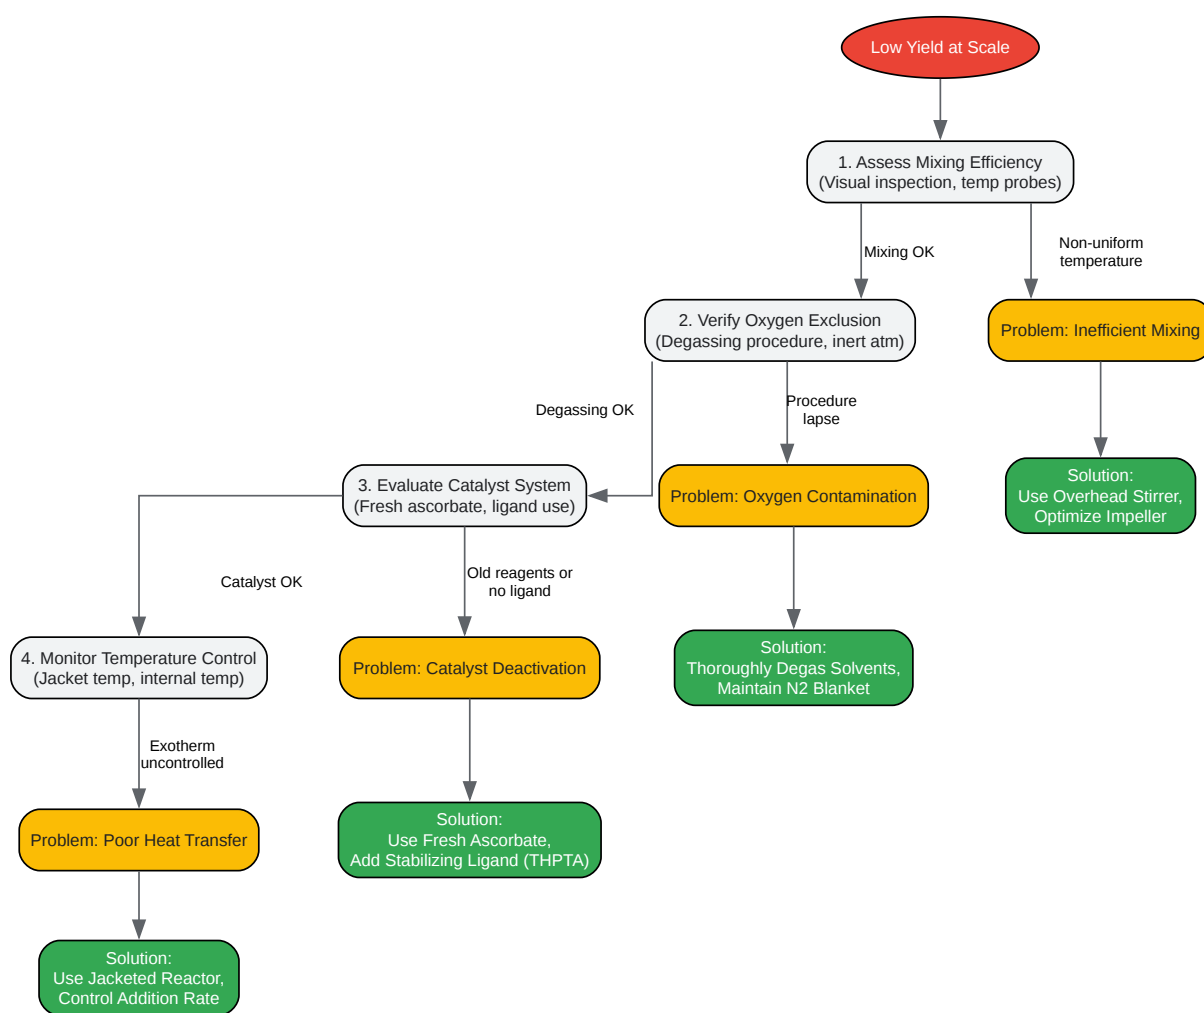 Low Yield at Scale
1. Assess Mixing Efficiency
(Visual inspection, temp probes)
Mixing OK
Non-uniform
temperature
2. Verify Oxygen Exclusion
(Degassing procedure, inert atm)
Problem: Inefficient Mixing
Degassing OK
Procedure
lapse
3. Evaluate Catalyst System
(Fresh ascorbate, ligand use)
Problem: Oxygen Contamination
Solution:
Use Overhead Stirrer,
Optimize Impeller
Catalyst OK
Old reagents or
no ligand
4. Monitor Temperature Control
(Jacket temp, internal temp)
Problem: Catalyst Deactivation
Solution:
Thoroughly Degas Solvents,
Maintain N2 Blanket
Exotherm
uncontrolled
Problem: Poor Heat Transfer
Solution:
Use Fresh Ascorbate,
Add Stabilizing Ligand (THPTA)
Solution:
Use Jacketed Reactor,
Control Addition Rate